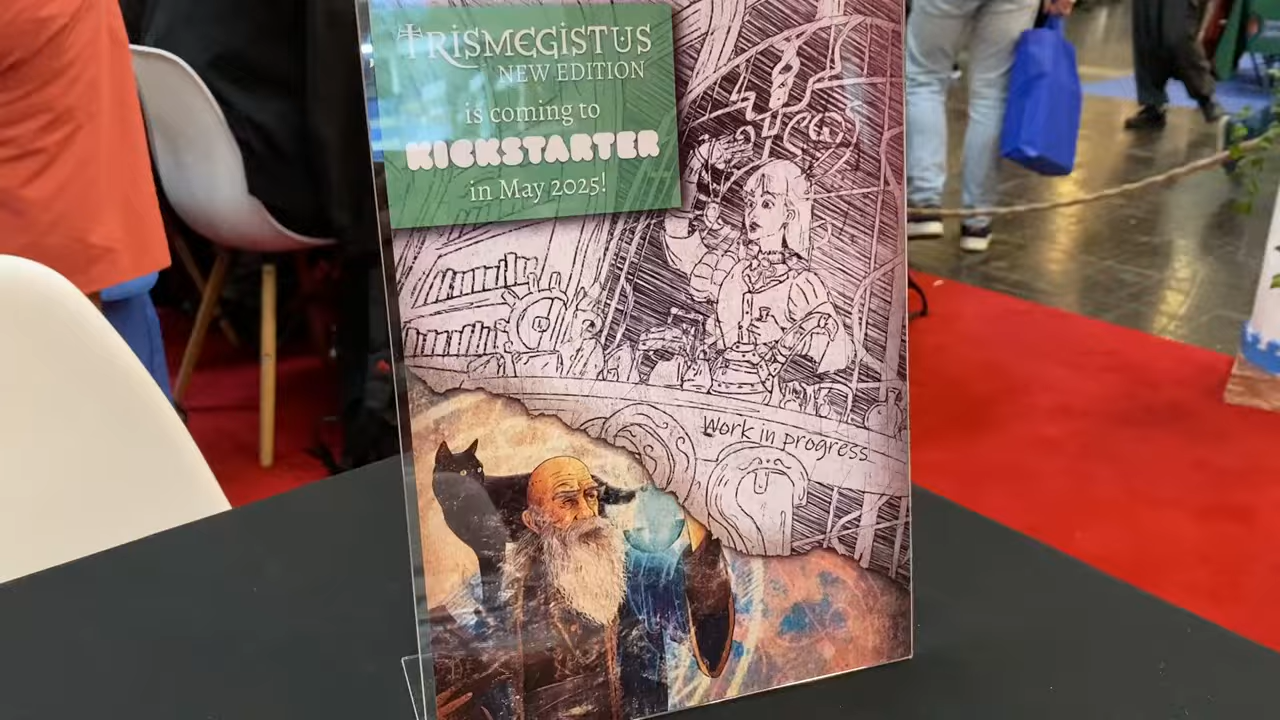 TRISMEGISTUS
NEW EDITION
is coming to
KICKSTARTER
in May 2025!
Work in progress